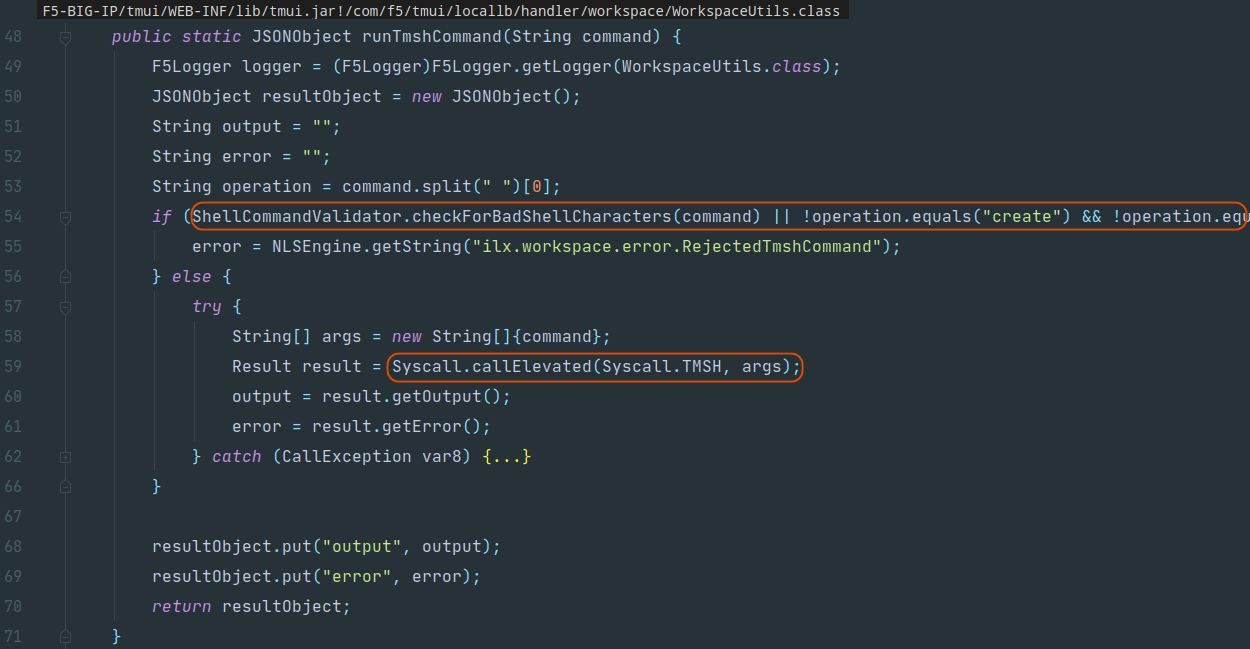 F5-BIG-IP/tmui/WEB-INF/lib/tmui.jar!/com/f5/tmui/locallb/handler/workspace/WorkspaceUtils.class
48 public static JSONObject runTmshCommand(String command) {
49 F5Logger logger = (F5Logger)F5Logger.getLogger(WorkspaceUtils.class);
50 JSONObject resultObject = new JSONObject();
51 String output = "";
52 String error = "";
53 String operation = command.split(" ")[0];
54 if (ShellCommandValidator.checkForBadShellCharacters(command) || !operation.equals("create") && !operation.equ
55 error = NLSEngine.getString("ilx.workspace.error.RejectedTmshCommand");
56 } else {
57 try {
58 String[] args = new String[]{command};
59 Result result = Syscall.callElevated(Syscall.TMSH, args);
60 output = result.getOutput();
61 error = result.getError();
62 } catch (CallException var8) {...}
66 }
67
68 resultObject.put("output", output);
69 resultObject.put("error", error);
70 return resultObject;
71 }